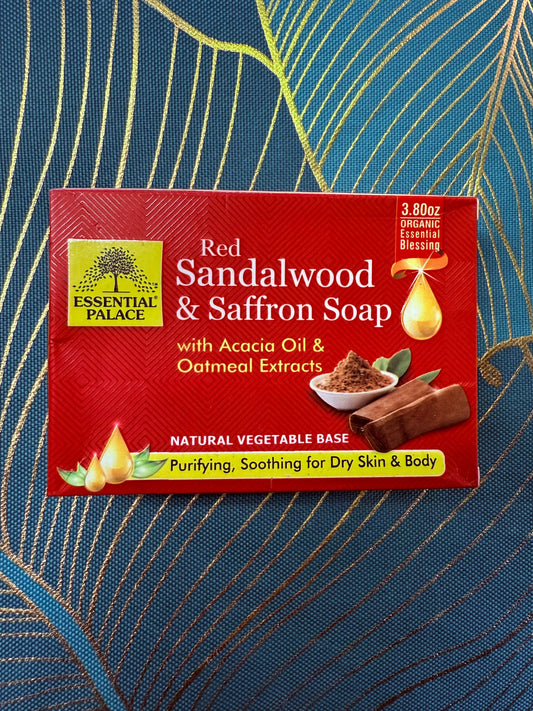 3.80oz
ORGANIC
Essential
Blessing
ESSENTIAL®
PALACE
Red
Sandalwood
& Saffron Soap
with Acacia Oil &
Oatmeal Extracts
NATURAL VEGETABLE BASE
Purifying, Soothing for Dry Skin & Body